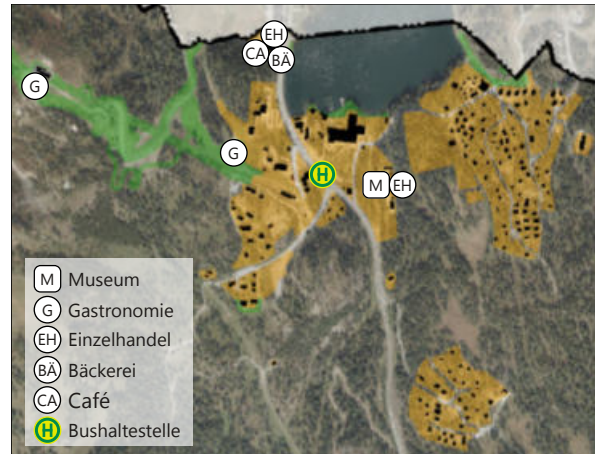 EH
CA
BÄ
G
G
H
M EH
M Museum
G Gastronomie
EH Einzelhandel
BÄ Bäckerei
CA Café
H Bushaltestelle